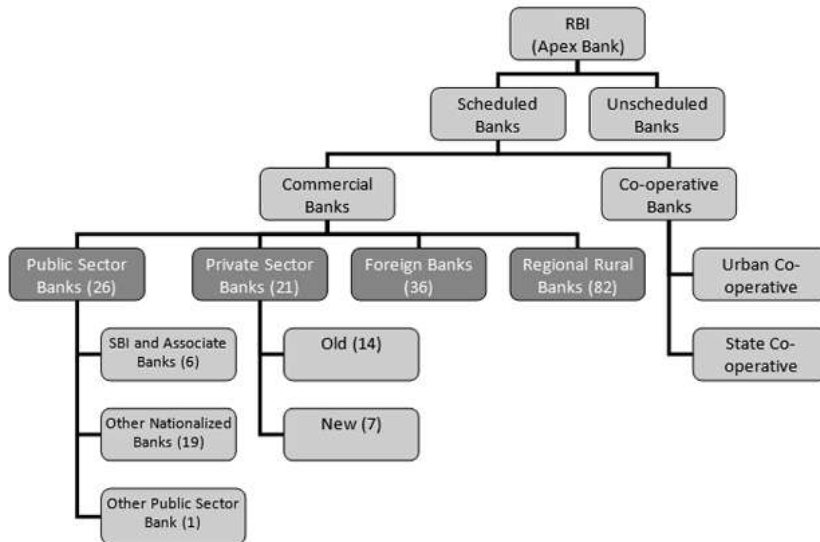 RBI
(Apex Bank)
Scheduled
Banks
Unscheduled
Banks
Commercial
Banks
Co-operative
Banks
Public Sector
Banks (26)
Private Sector
Banks (21)
Foreign Banks
(36)
Regional Rural
Banks (82)
Urban Co-
operative
SBI and Associate
Banks (6)
Old (14)
State Co-
operative
Other Nationalized
Banks (19)
New (7)
Other Public Sector
Bank (1)